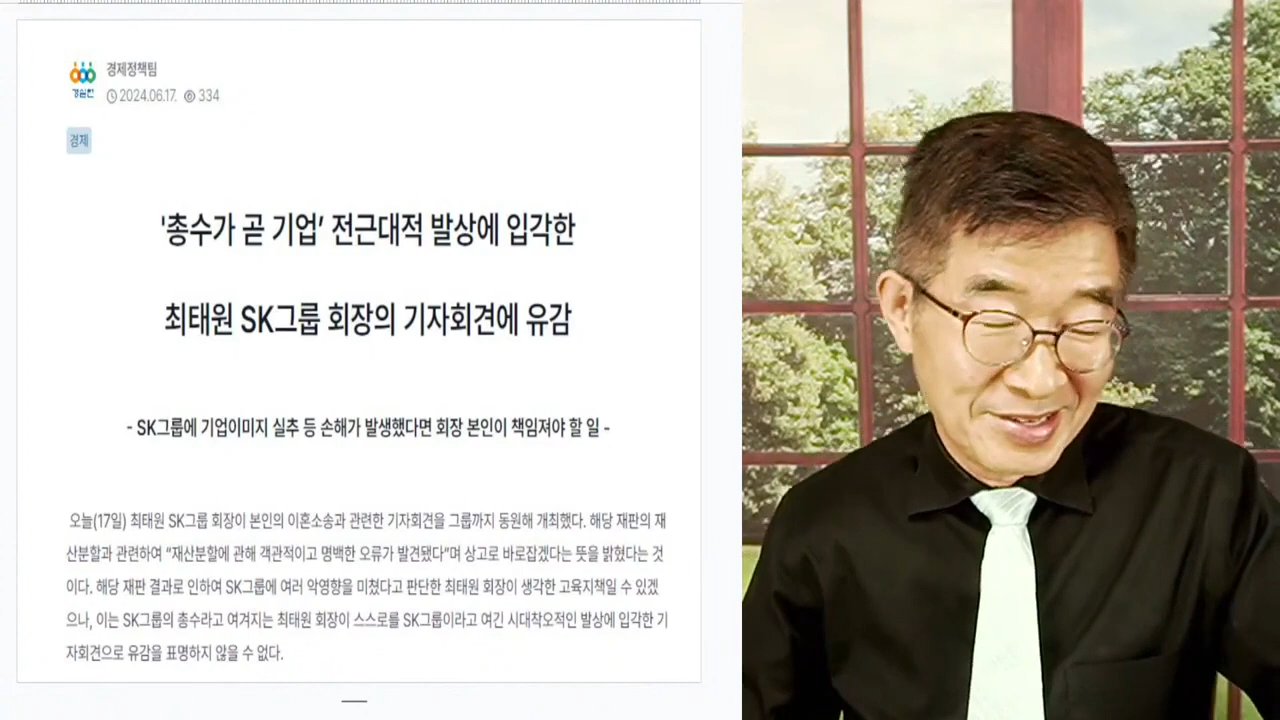 경실련
경제정책팀
2024.06.17. 334
경제
'총수가 곧 기업' 전근대적 발상에 입각한
최태원 SK그룹 회장의 기자회견에 유감
- SK그룹에 기업이미지 실추 등 손해가 발생했다면 회장 본인이 책임져야 할 일 -
오늘(17일) 최태원 SK그룹 회장이 본인의 이혼소송과 관련한 기자회견을 그룹까지 동원해 개최했다. 해당 재판의 재
산분할과 관련하여 “재산분할에 관해 객관적이고 명백한 오류가 발견됐다”며 상고로 바로잡겠다는 뜻을 밝혔다는 것
이다. 해당 재판 결과로 인하여 SK그룹에 여러 악영향을 미쳤다고 판단한 최태원 회장이 생각한 고육지책일 수 있겠
으나, 이는 SK그룹의 총수라고 여겨지는 최태원 회장이 스스로를 SK그룹이라고 여긴 시대착오적인 발상에 입각한 기
자회견으로 유감을 표명하지 않을 수 없다.